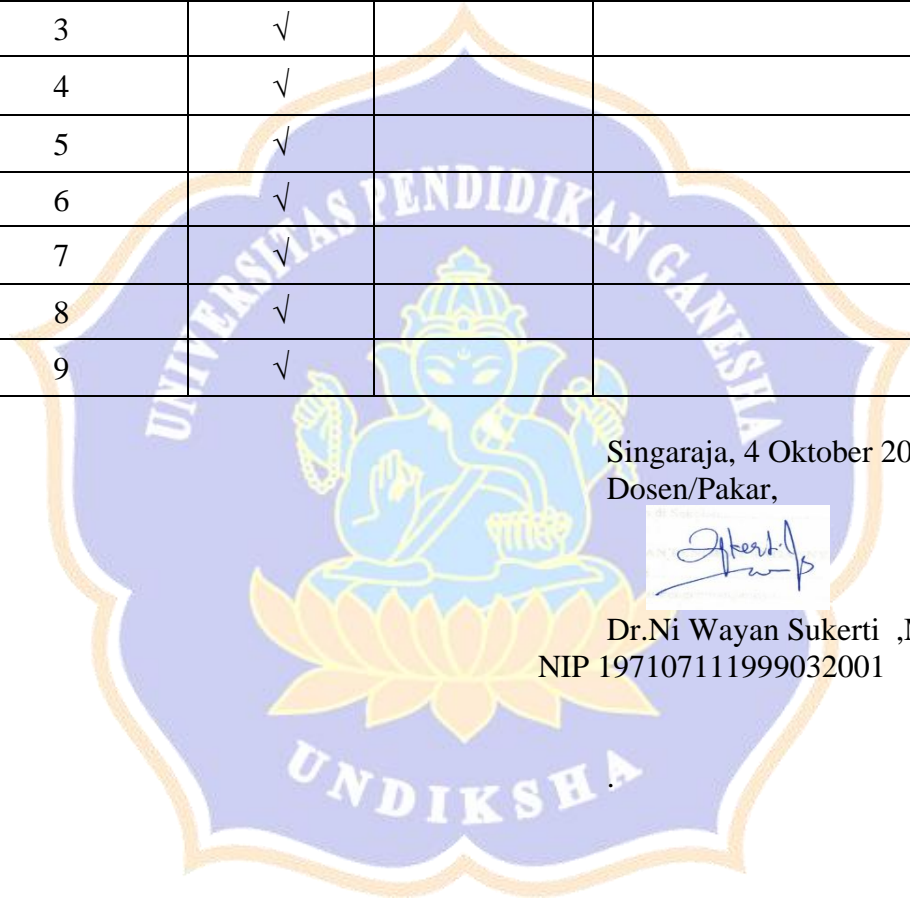 3 √
4 √
5 √
6 √
7 √
8 √
9 √
UNIVERSITAS PENDIDIKAN GANESHA
Singaraja, 4 Oktober 20
Dosen/Pakar,
Dr.Ni Wayan Sukerti ,
NIP 197107111999032001
UNDIKSHA
.